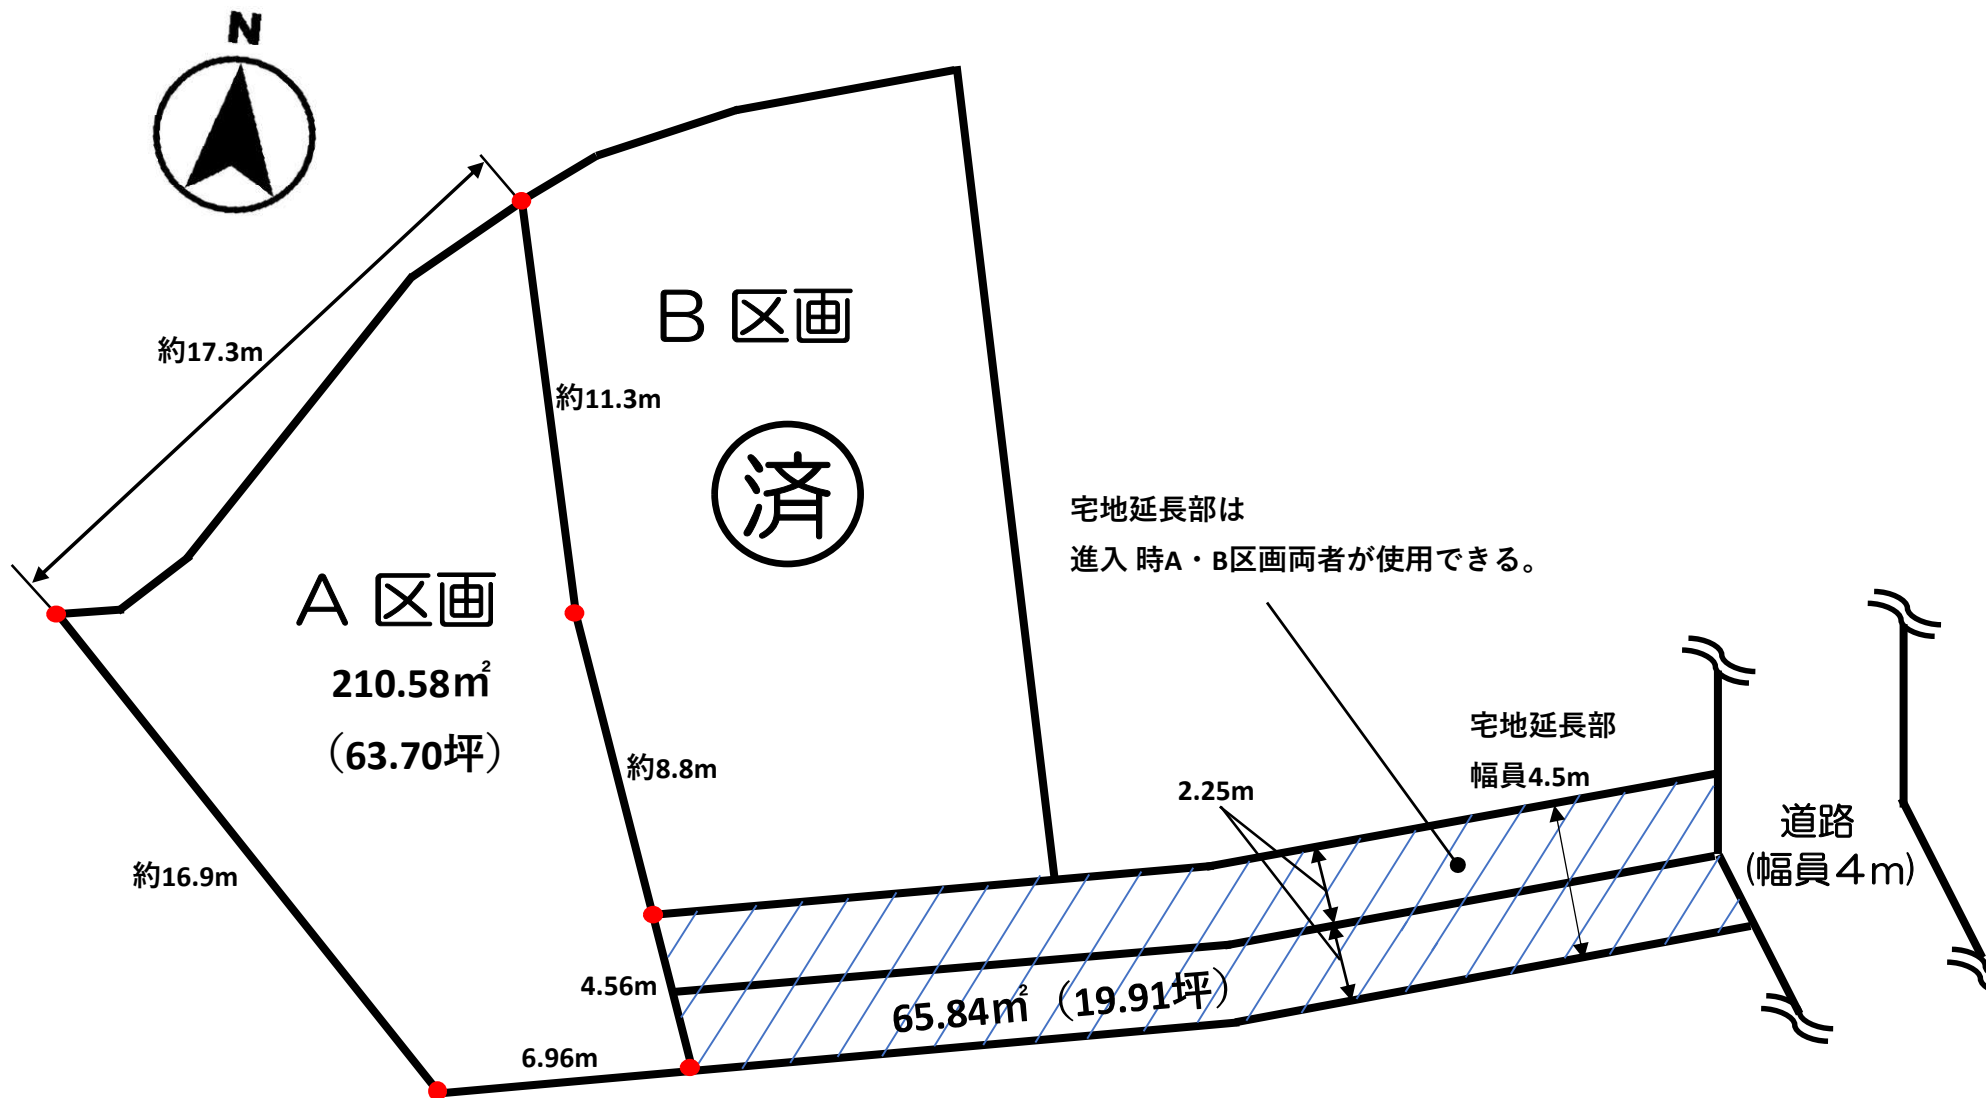 N
約17.3m
B 区画
約11.3m
済
宅地延長部は
進入 時A・B区画両者が使用できる。
A 区画
210.58㎡
（63.70坪）
約8.8m
宅地延長部
幅員4.5m
2.25m
道路
(幅員4m)
約16.9m
4.56m
65.84㎡（19.91坪）
6.96m